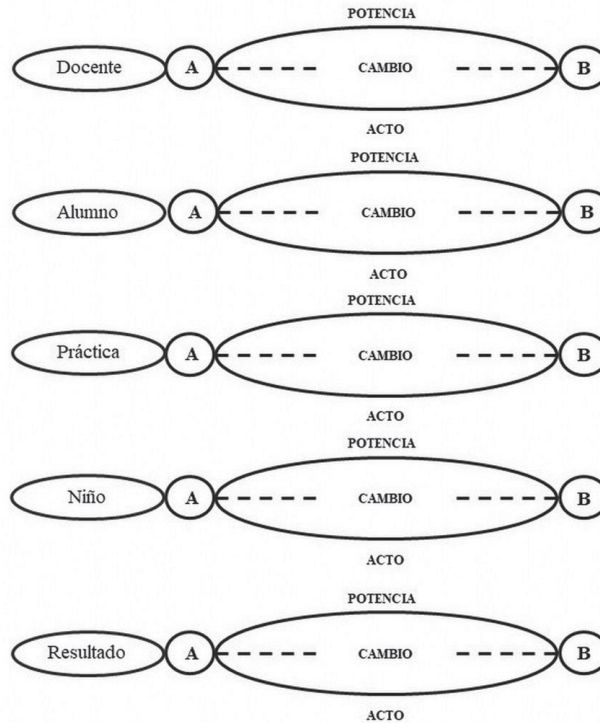 POTENCIA
Docente A CAMBIO B
ACTO
POTENCIA
Alumno A CAMBIO B
ACTO
POTENCIA
Práctica A CAMBIO B
ACTO
POTENCIA
Niño A CAMBIO B
ACTO
POTENCIA
Resultado A CAMBIO B
ACTO